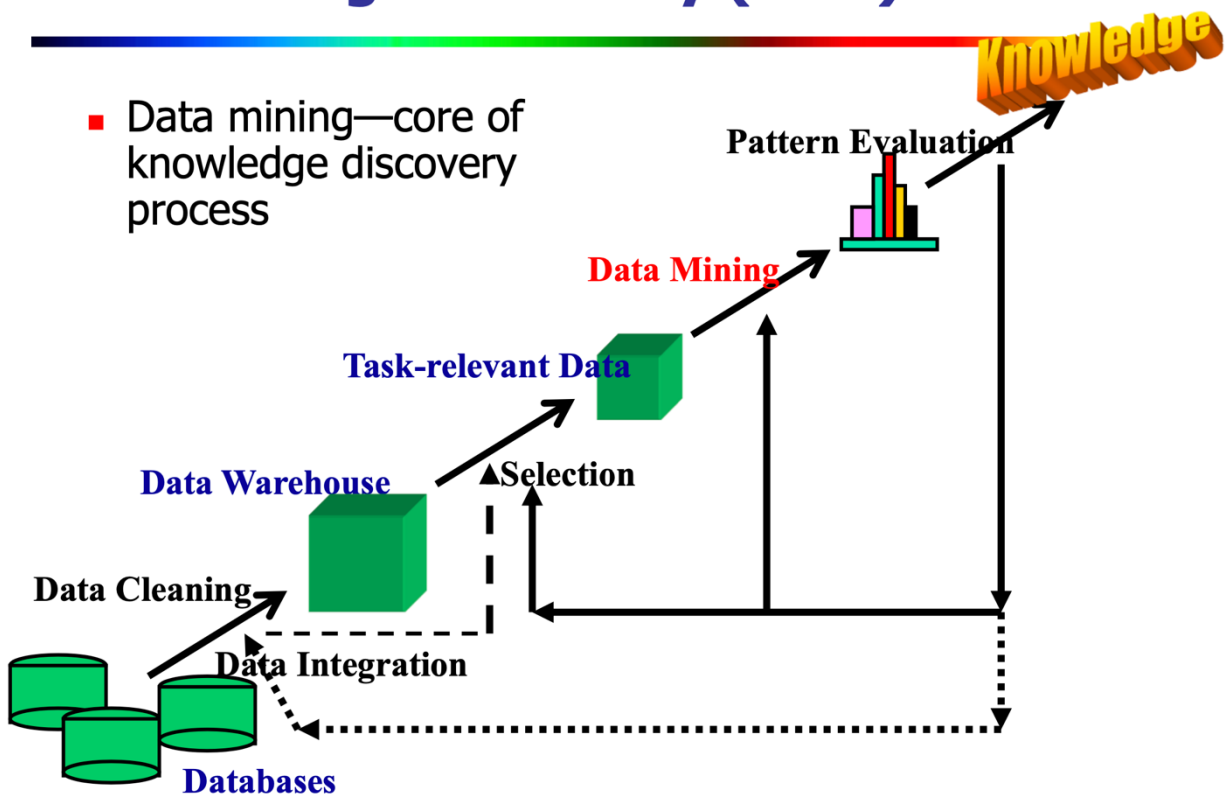 Data mining—core of
knowledge discovery
process
Knowledge
Pattern Evaluation
Data Mining
Task-relevant Data
Selection
Data Warehouse
Data Cleaning
Data Integration
Databases